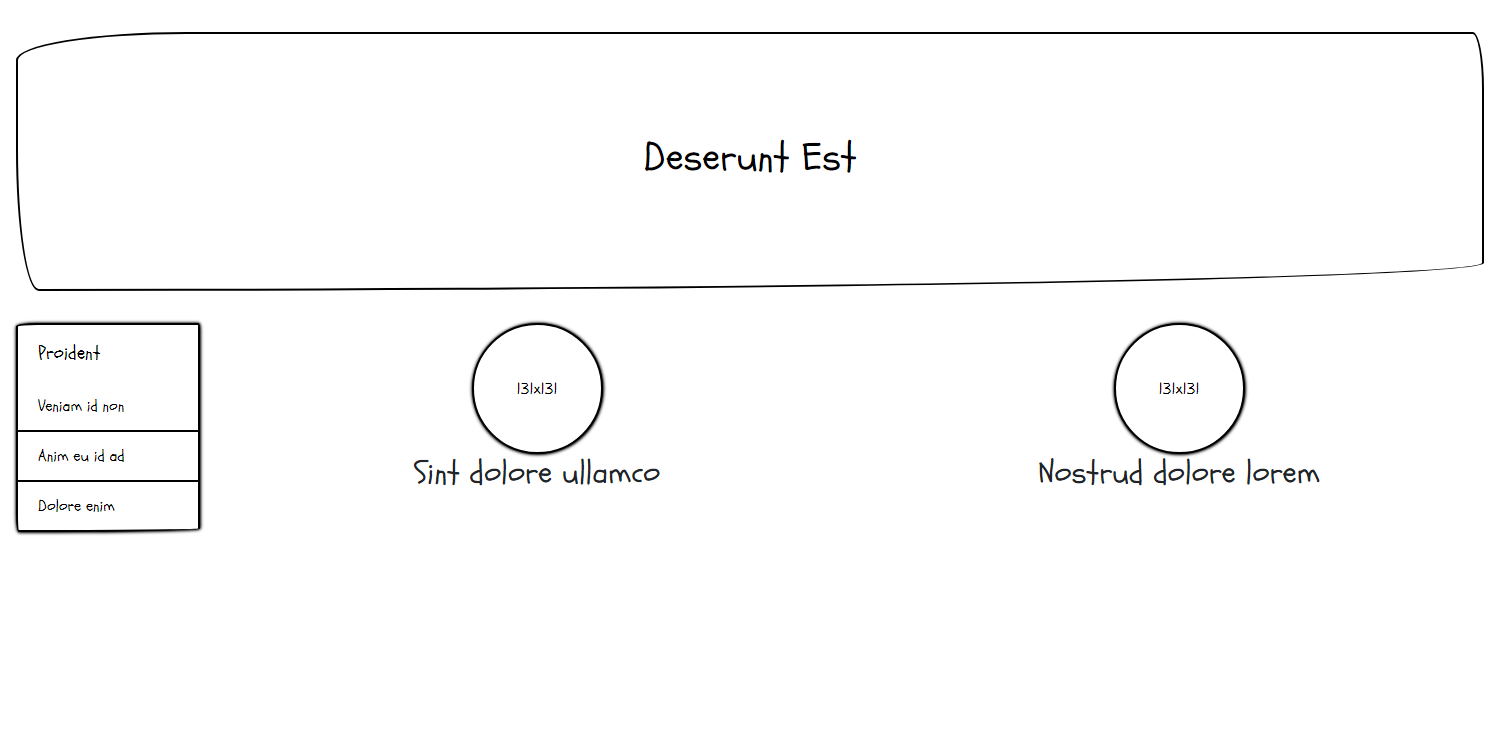 Deserunt Est
Proident
Veniam id non
Anim eu id ad
Dolore enim
131x131
Sint dolore ullamco
131x131
Nostrud dolore lorem